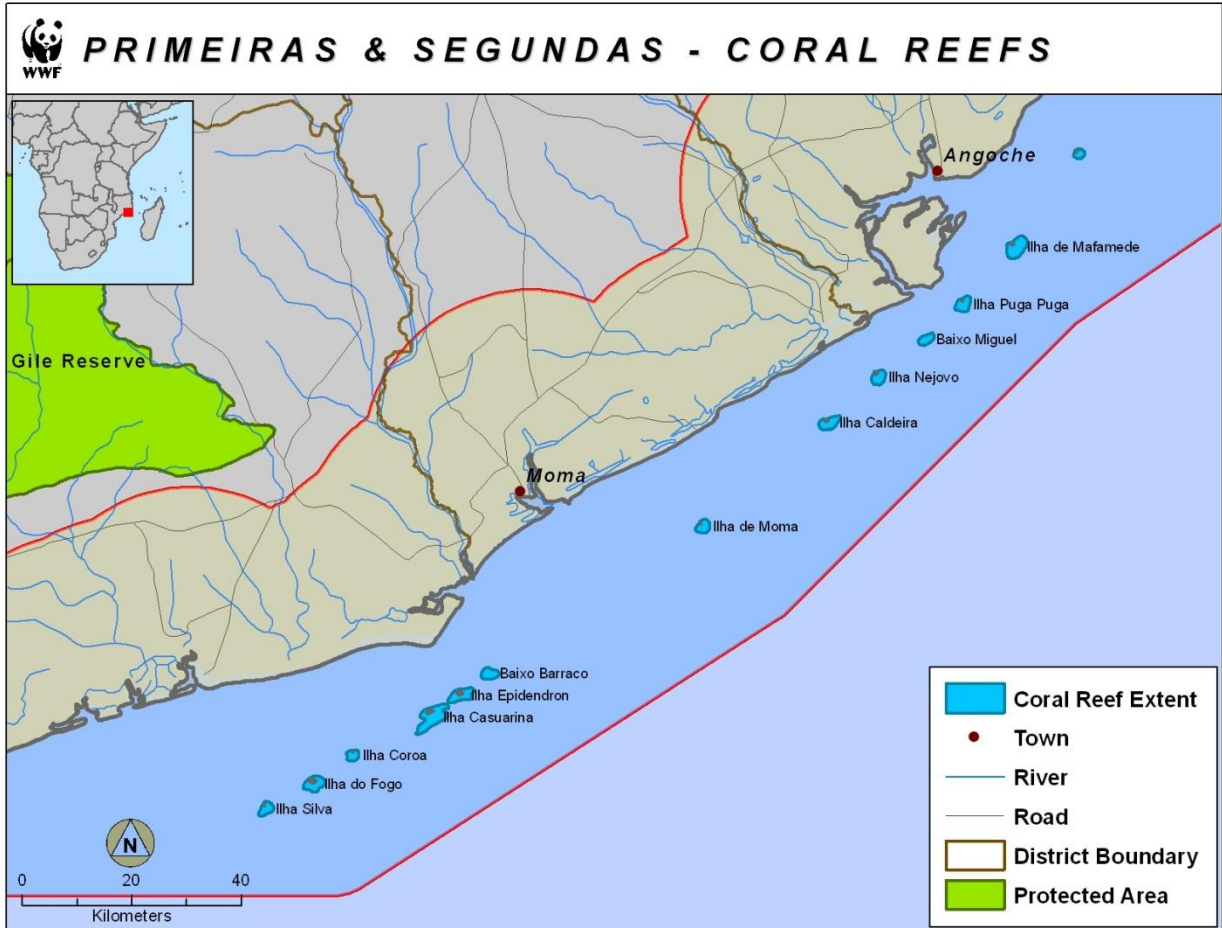 WWF
PRIMEIRAS & SEGUNDAS - CORAL REEFS
Angoche
Ilha de Mafamede
Ilha Puga Puga
Baixo Miguel
Gile Reserve
Ilha Nejovo
Ilha Caldeira
Moma
Ilha de Moma
Baixo Barraco
Ilha Epidendron
Ilha Casuarina
Ilha Coroa
Ilha do Fogo
Ilha Silva
N
0 20 40
Kilometers
Coral Reef Extent
Town
River
Road
District Boundary
Protected Area